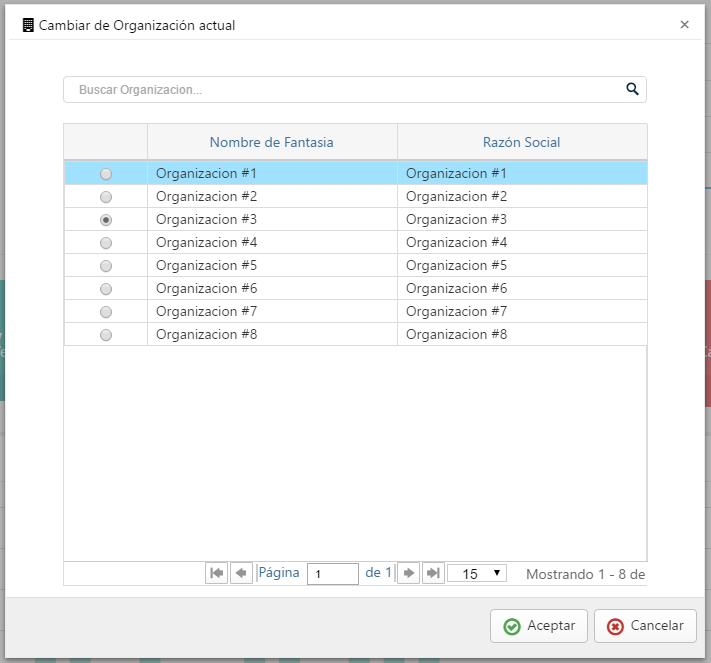 Cambiar de Organización actual
×
Buscar Organizacion...
Nombre de Fantasia Razón Social
Organizacion #1 Organizacion #1
Organizacion #2 Organizacion #2
Organizacion #3 Organizacion #3
Organizacion #4 Organizacion #4
Organizacion #5 Organizacion #5
Organizacion #6 Organizacion #6
Organizacion #7 Organizacion #7
Organizacion #8 Organizacion #8
Página 1 de 1 15 Mostrando 1 - 8 de
Aceptar Cancelar